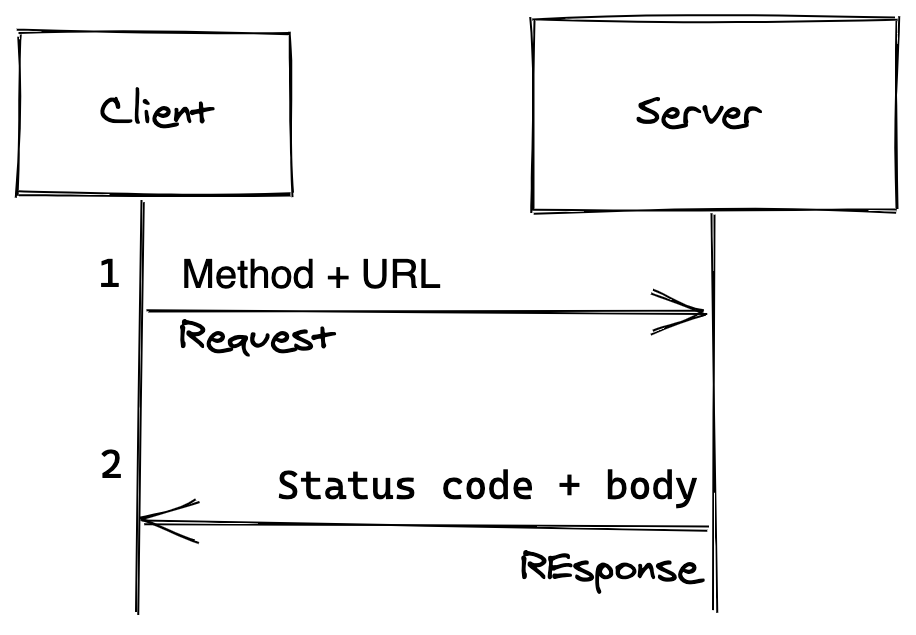 Client
Server
1
Method + URL
Request
2
Status code + body
REsponse